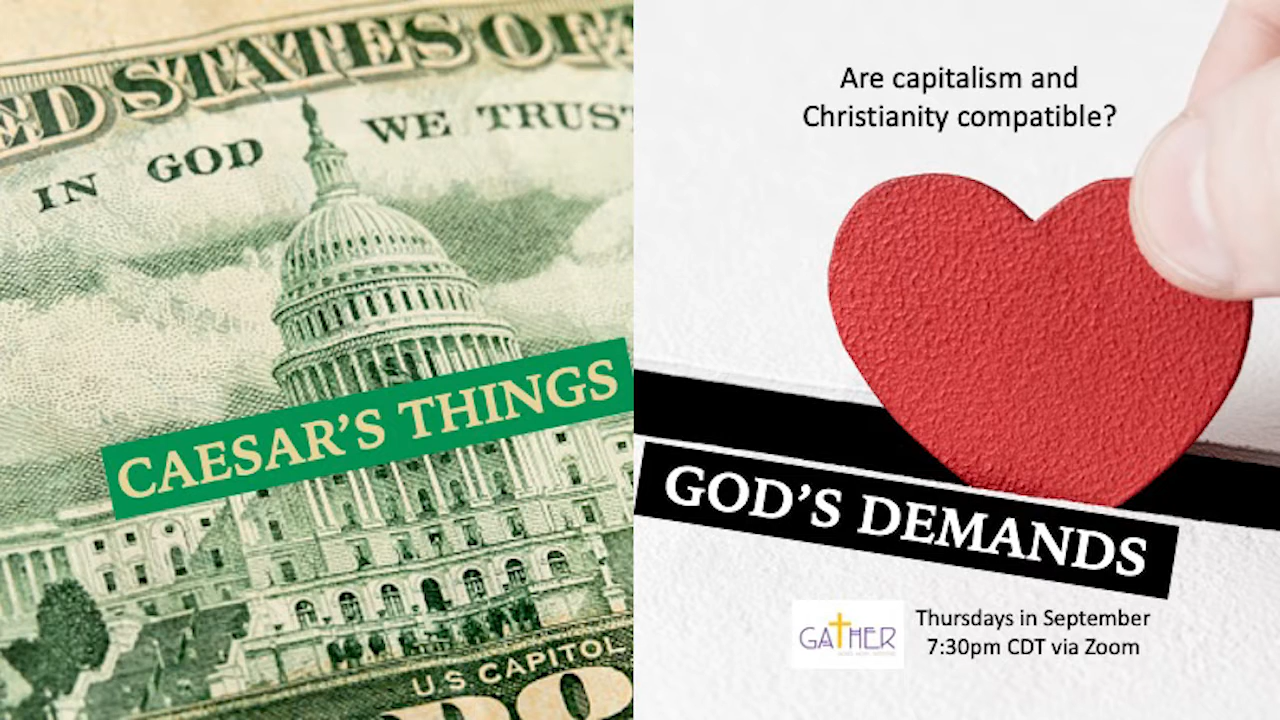 ED STATES OF
IN GOD WE TRUST
CAESAR'S THINGS
U S CAPITOL
Are capitalism and
Christianity compatible?
GOD'S DEMANDS
GATHER
Thursdays in September
7:30pm CDT via Zoom